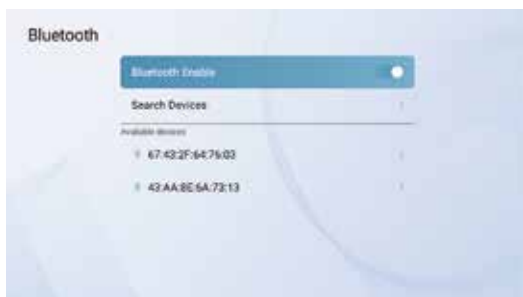 Bluetooth
Bluetooth Enable
Search Devices
Available devices
67:43:2F:64:76:03
43:AA:8E:6A:73:13